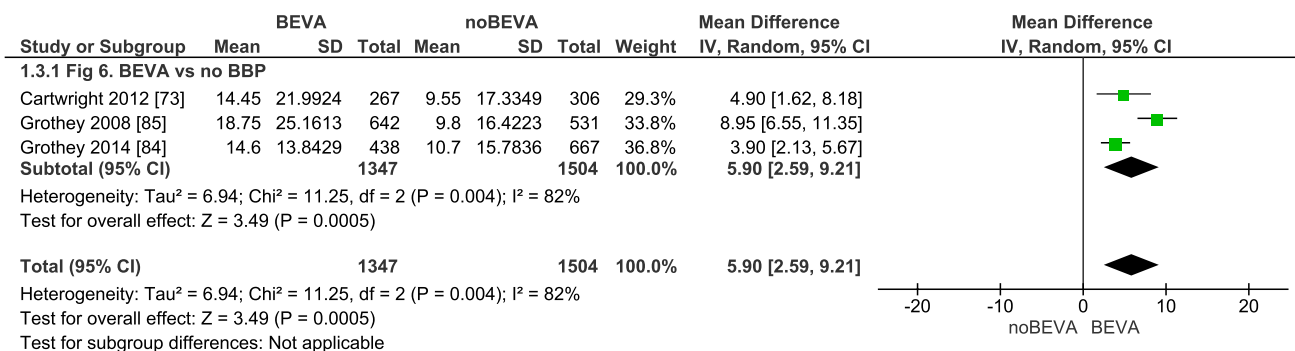 BEVA noBEVA Mean Difference Mean Difference
Study or Subgroup Mean SD Total Mean SD Total Weight IV, Random, 95% CI IV, Random, 95% CI
1.3.1 Fig 6. BEVA vs no BBP
Cartwright 2012 [73] 14.45 21.9924 267 9.55 17.3349 306 29.3% 4.90 [1.62, 8.18]
Grothey 2008 [85] 18.75 25.1613 642 9.8 16.4223 531 33.8% 8.95 [6.55, 11.35]
Grothey 2014 [84] 14.6 13.8429 438 10.7 15.7836 667 36.8% 3.90 [2.13, 5.67]
Subtotal (95% CI) 1347 1504 100.0% 5.90 [2.59, 9.21]
Heterogeneity: Tau² = 6.94; Chi² = 11.25, df = 2 (P = 0.004); I² = 82%
Test for overall effect: Z = 3.49 (P = 0.0005)
Total (95% CI) 1347 1504 100.0% 5.90 [2.59, 9.21]
Heterogeneity: Tau² = 6.94; Chi² = 11.25, df = 2 (P = 0.004); I² = 82%
Test for overall effect: Z = 3.49 (P = 0.0005)
Test for subgroup differences: Not applicable
-20 -10 0 10 20
noBEVA BEVA